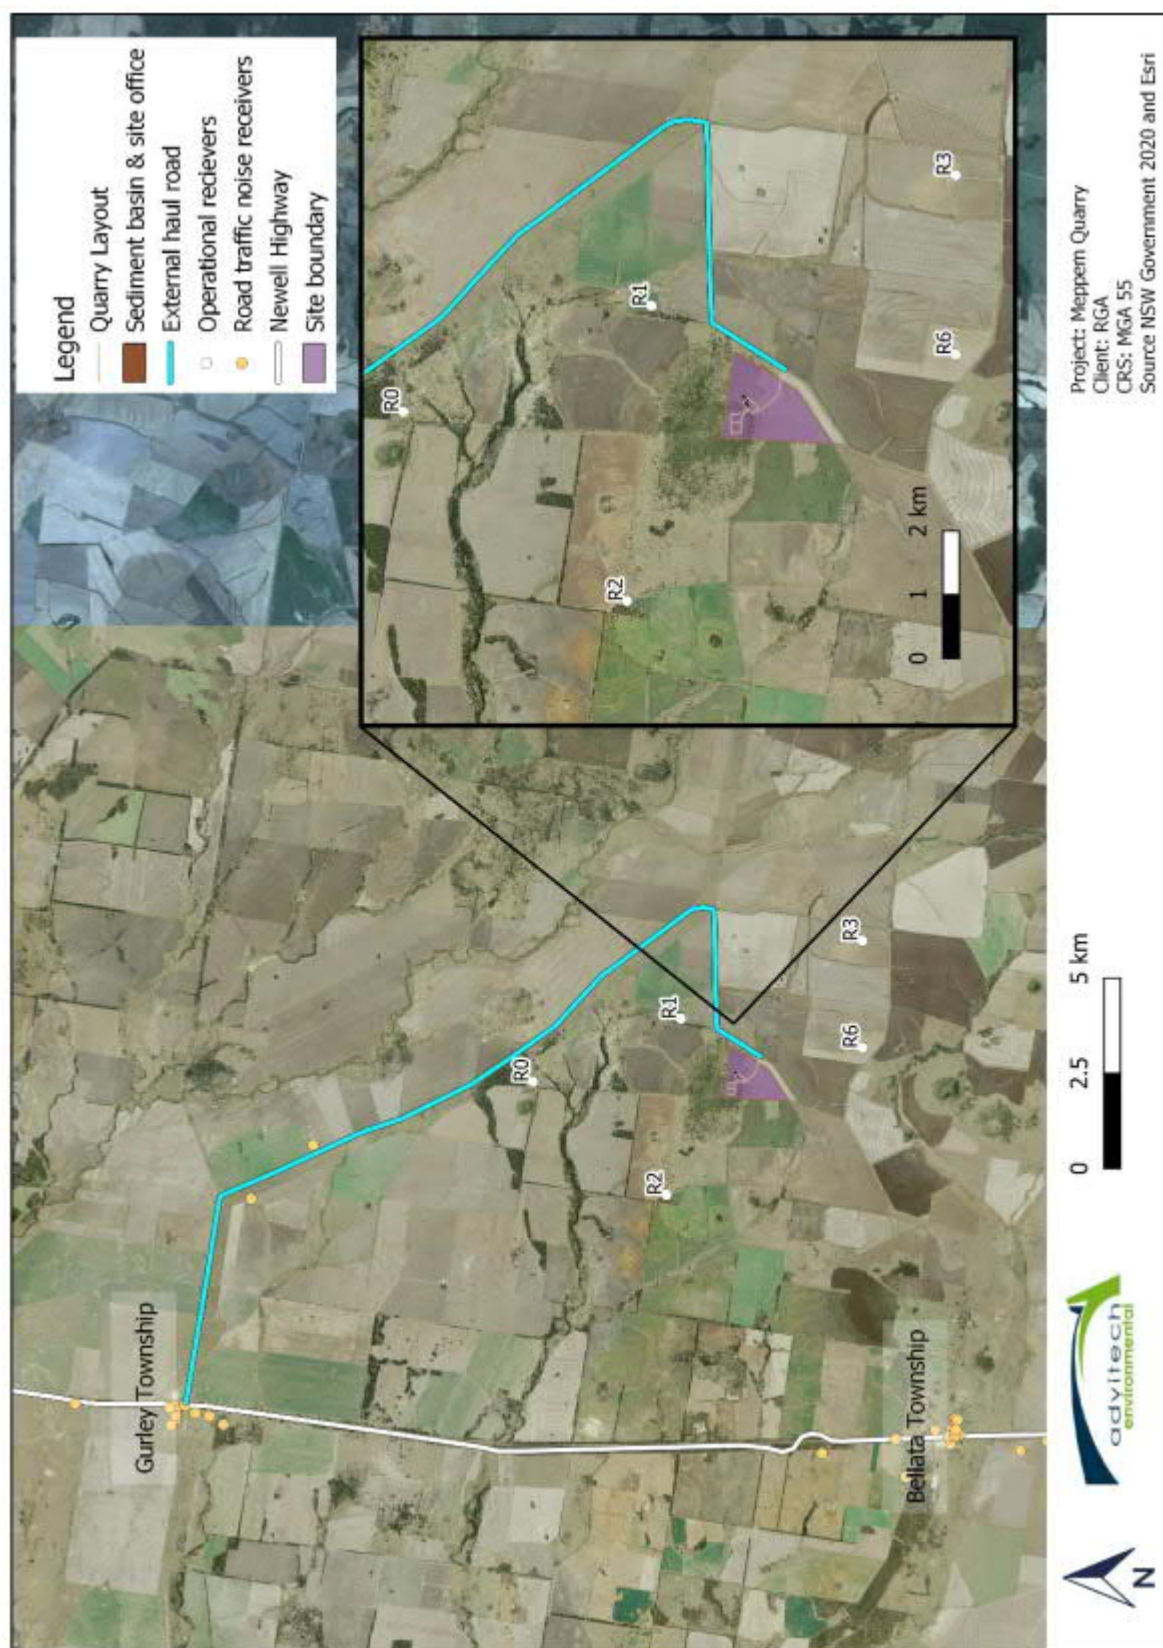 Legend
Quarry Layout
Sediment basin & site office
External haul road
Operational recievers
Road traffic noise receivers
Newell Highway
Site boundary
Gurley Township
R0
R1
R2
R3
R6
Bellata Township
R0
R1
R2
R3
R6
0 1 2 km
N
advitech
environmental
0 2.5 5 km
Project: Meppem Quarry
Client: RGA
CRS: MGA 55
Source NSW Government 2020 and Esri